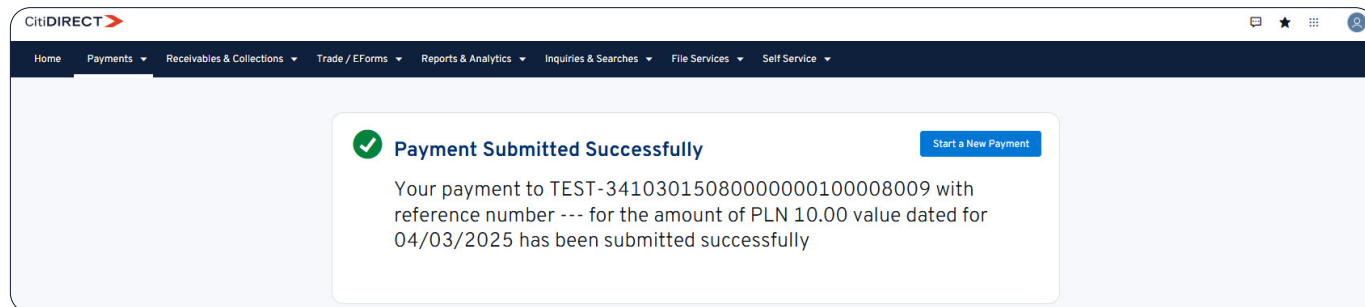 CitiDIRECT
Home Payments Receivables & Collections Trade / EForms Reports & Analytics Inquiries & Searches File Services Self Service
Payment Submitted Successfully
Start a New Payment
Your payment to TEST-34103015080000000100008009 with
reference number --- for the amount of PLN 10.00 value dated for
04/03/2025 has been submitted successfully